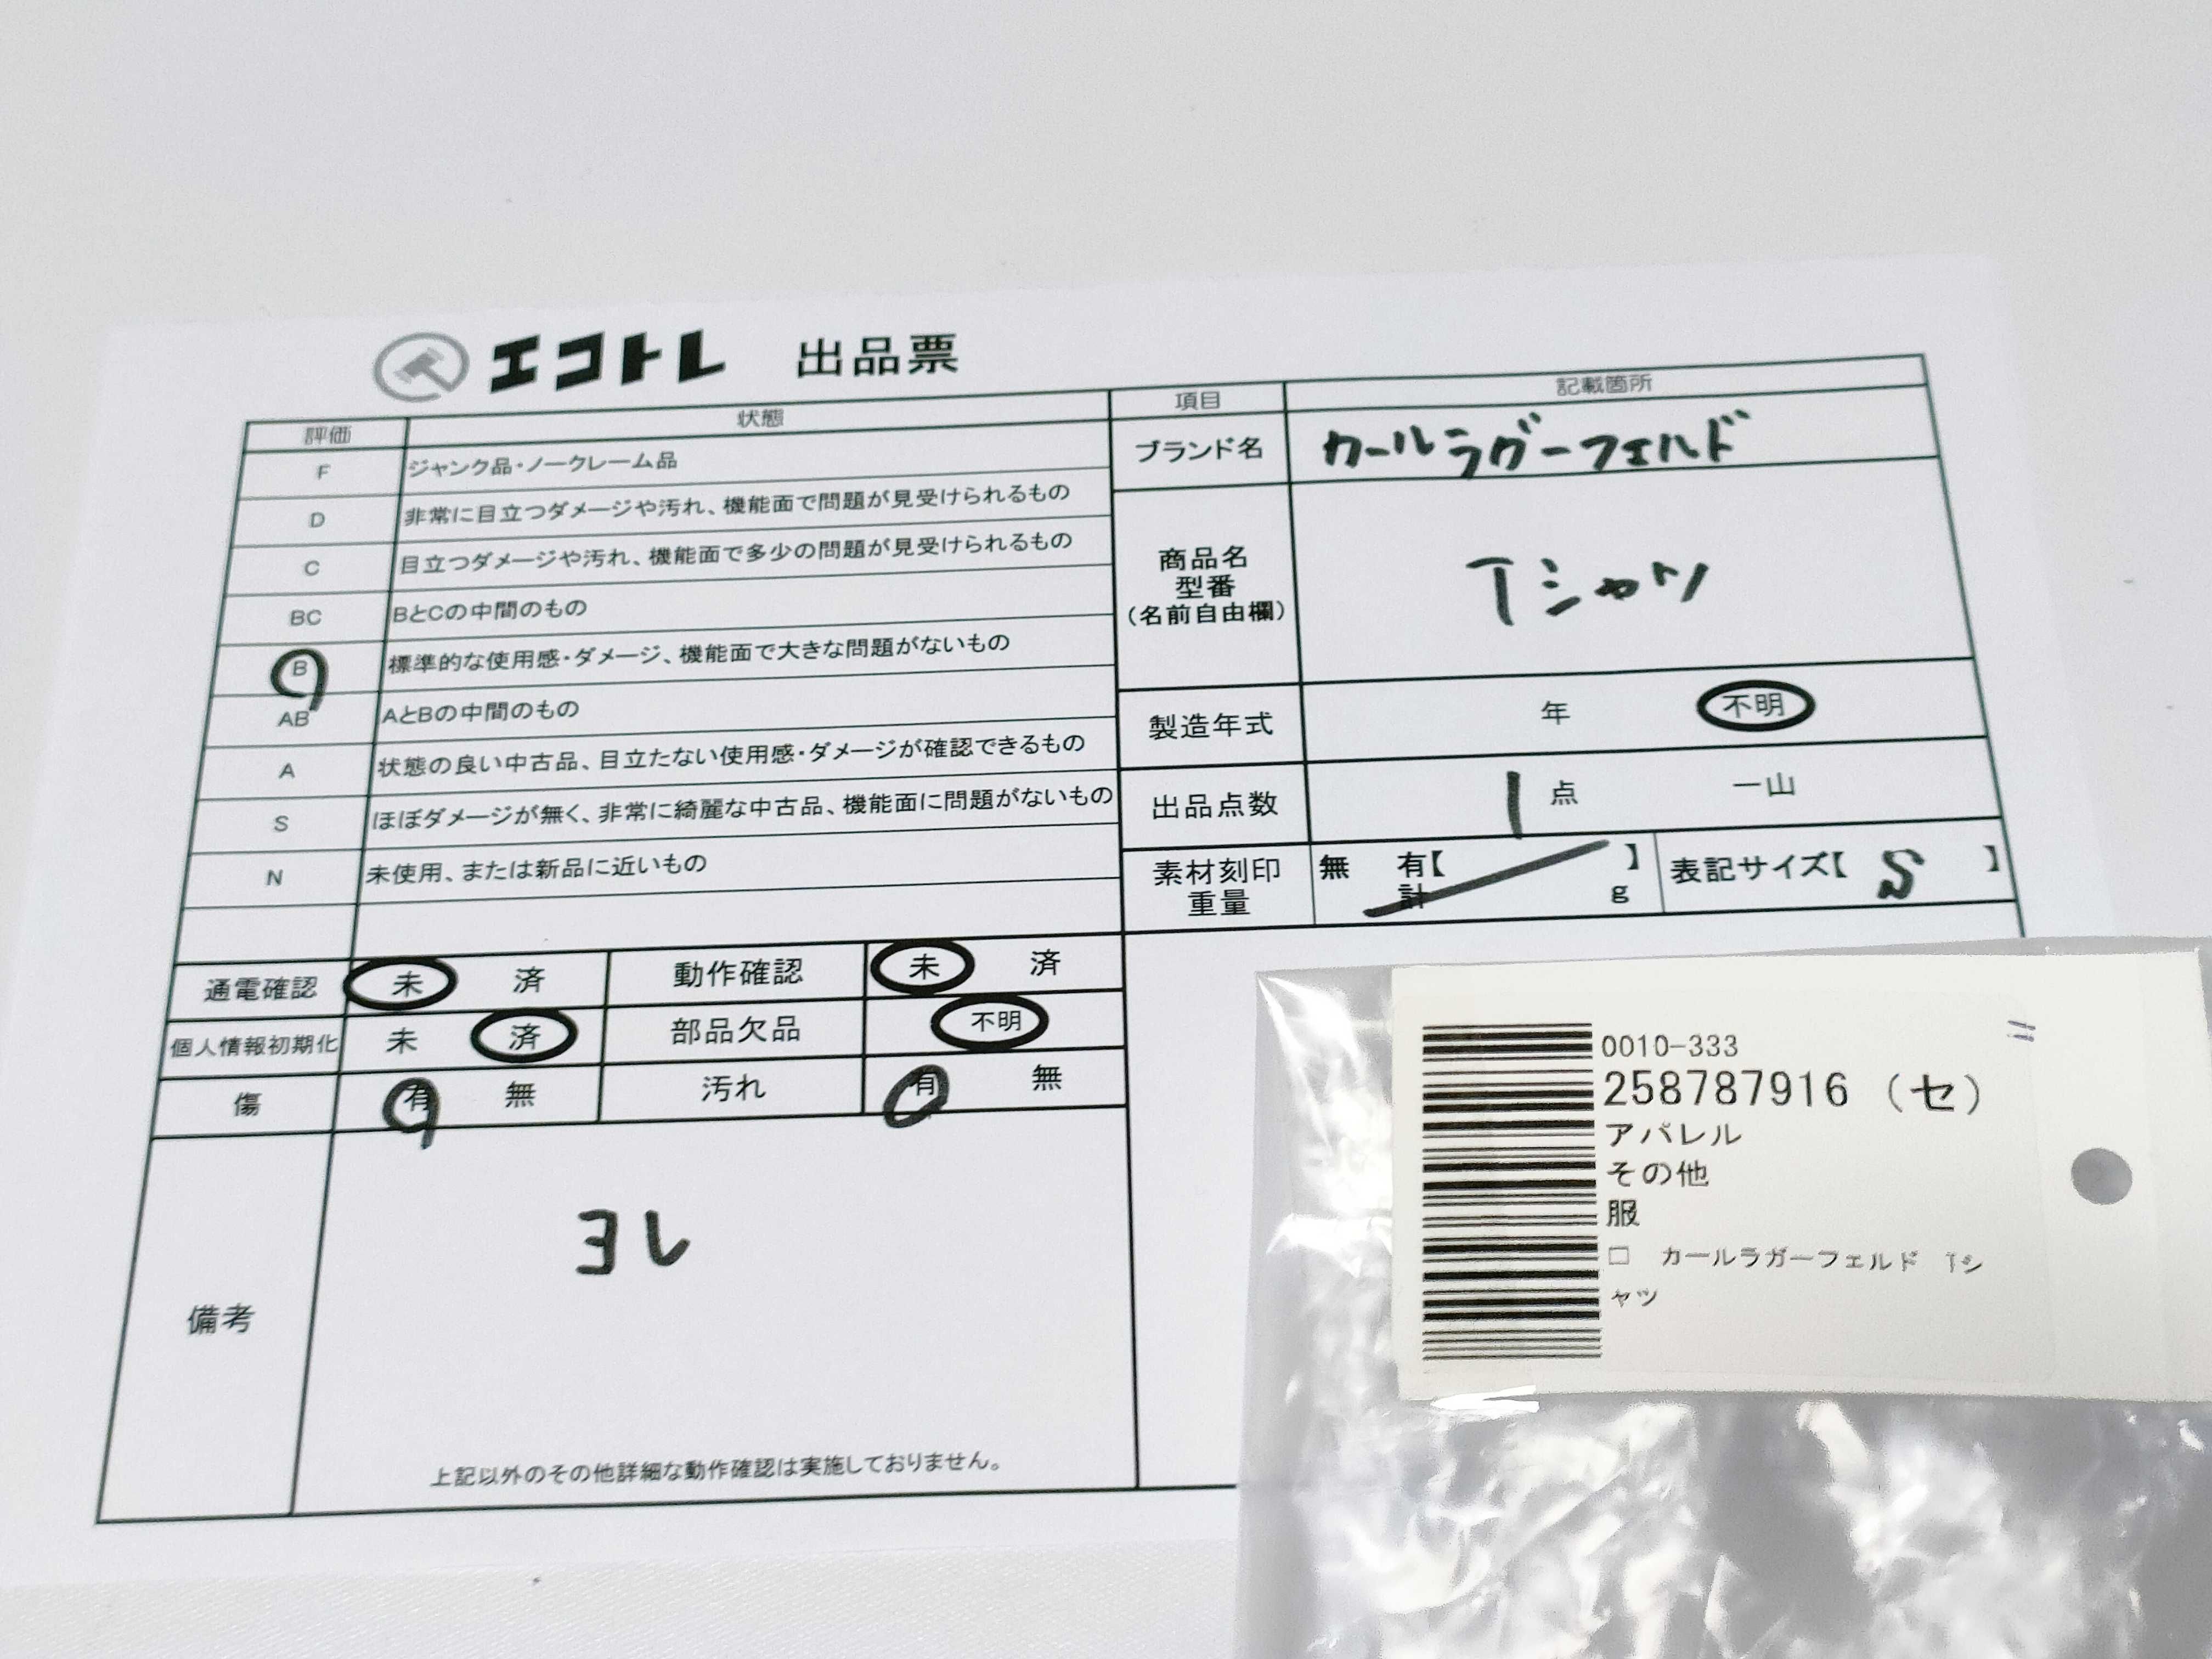 エコトレ 出品票
評価 状態
F ジャンク品・ノークレーム品
D 非常に目立つダメージや汚れ、機能面で問題が見受けられるもの
C 目立つダメージや汚れ、機能面で多少の問題が見受けられるもの
BC BとCの中間のもの
B 標準的な使用感・ダメージ、機能面で大きな問題がないもの
AB AとBの中間のもの
A 状態の良い中古品、目立たない使用感・ダメージが確認できるもの
S ほぼダメージが無く、非常に綺麗な中古品、機能面に問題がないもの
N 未使用、または新品に近いもの
項目 記載箇所
ブランド名 カールラグーフェルド
商品名
型番
(名前自由欄)
Tシャツ
製造年式 年 不明
出品点数 1 点 一山
素材刻印
重量
無 有【 】
計 g
表記サイズ【 S 】
通電確認 未 済 動作確認 未 済
個人情報初期化 未 済 部品欠品 不明
傷 有 無 汚れ 有 無
備考 ヨレ
上記以外のその他詳細な動作確認は実施しておりません。
0010-333
258787916 (セ)
アパレル
その他
服
□ カールラガーフェルド Tシ
ャツ